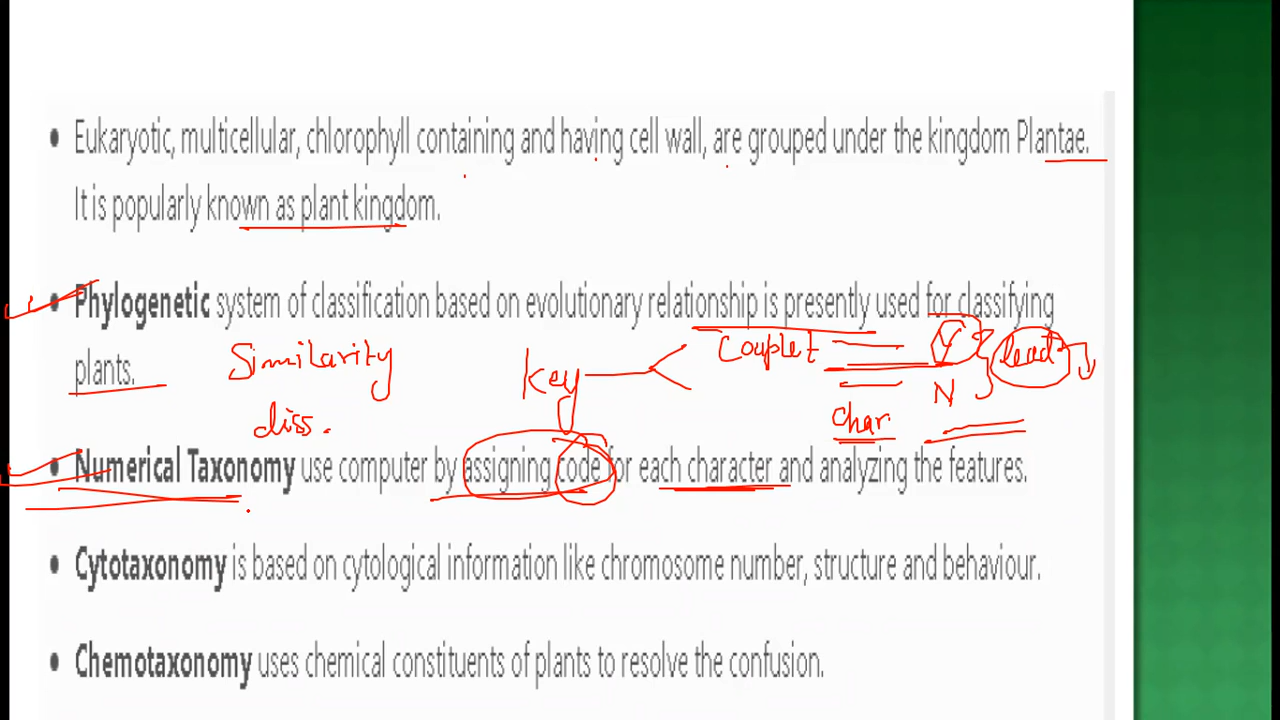 • Eukaryotic, multicellular, chlorophyll containing and having cell wall, are grouped under the kingdom Plantae.
It is popularly known as plant kingdom.
• Phylogenetic system of classification based on evolutionary relationship is presently used for classifying
plants.
Similarity
diss.
key
Couplet
Y
N
lead
char.
• Numerical Taxonomy use computer by assigning code for each character and analyzing the features.
• Cytotaxonomy is based on cytological information like chromosome number, structure and behaviour.
• Chemotaxonomy uses chemical constituents of plants to resolve the confusion.